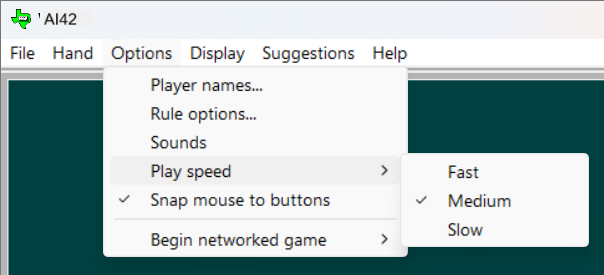 ' AI42
File Hand Options Display Suggestions Help
Player names...
Rule options...
Sounds
Play speed
Snap mouse to buttons
Begin networked game
Fast
Medium
Slow